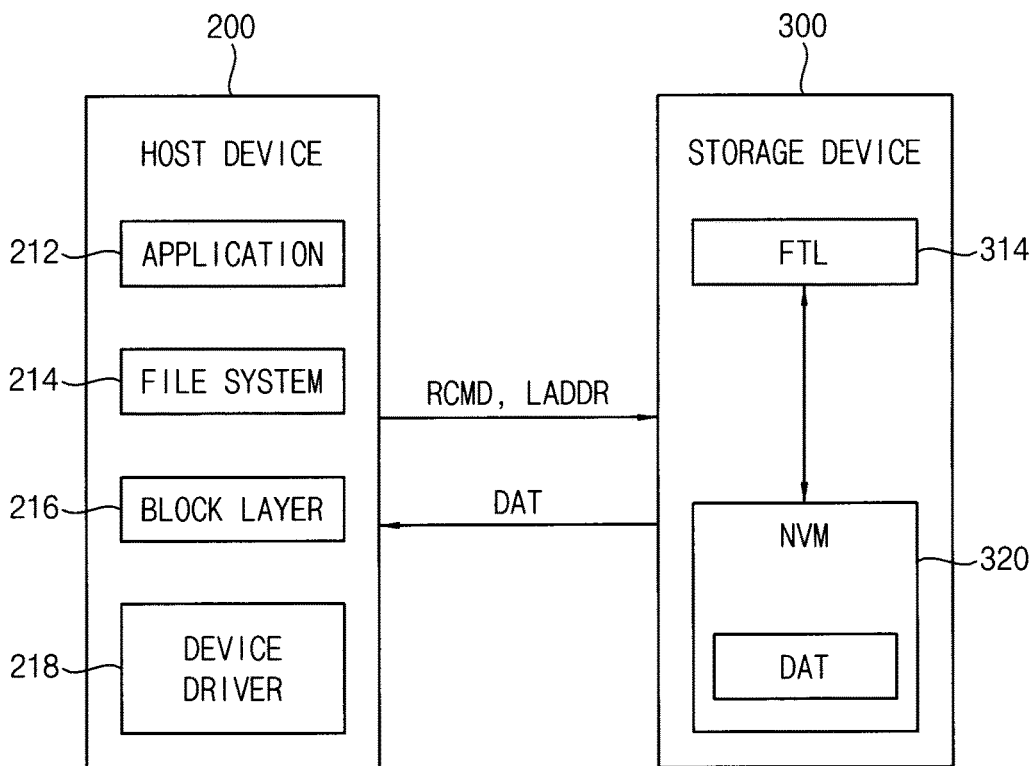 200
300
HOST DEVICE
STORAGE DEVICE
212
APPLICATION
FTL
314
214
FILE SYSTEM
RCMD, LADDR
216
BLOCK LAYER
DAT
NVM
320
218
DEVICE
DRIVER
DAT